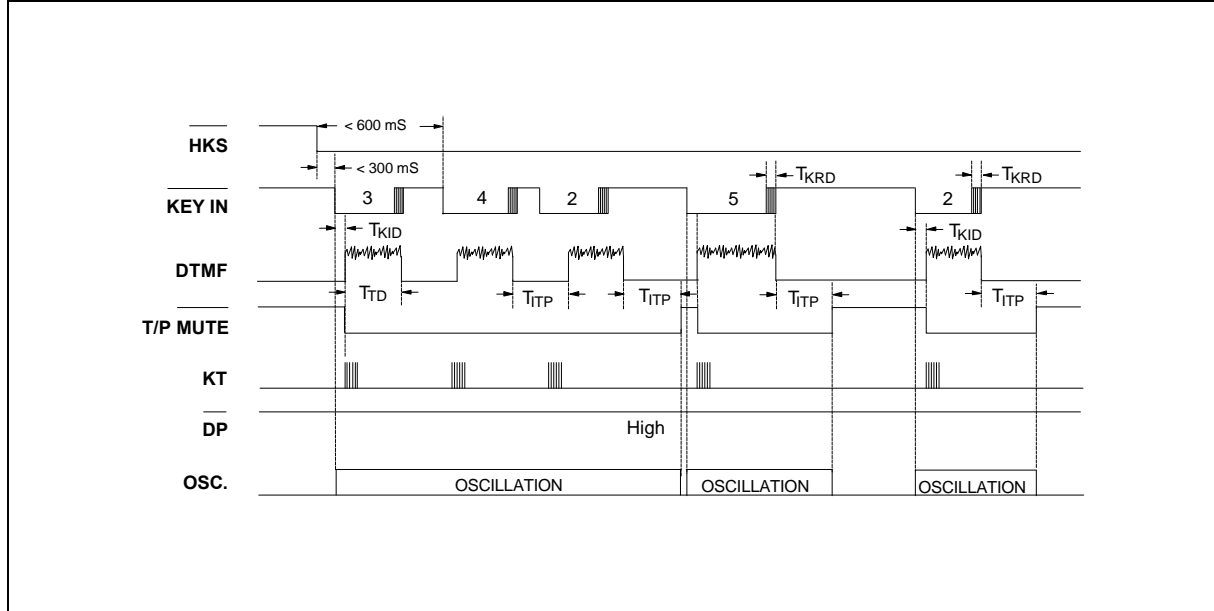 < 600 mS
HKS
< 300 mS
TKRD TKRD
KEY IN 3 4 2 5 2
TKID TKID
DTMF
TTD TITP TITP TITP TITP
T/P MUTE
KT
DP High
OSC. OSCILLATION OSCILLATION OSCILLATION